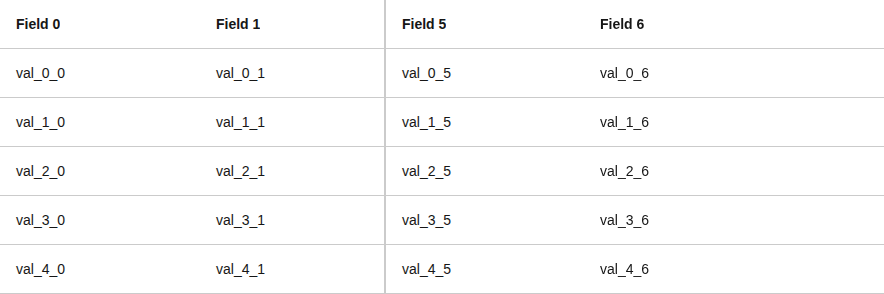 Field 0 Field 1 Field 5 Field 6
val_0_0 val_0_1 val_0_5 val_0_6
val_1_0 val_1_1 val_1_5 val_1_6
val_2_0 val_2_1 val_2_5 val_2_6
val_3_0 val_3_1 val_3_5 val_3_6
val_4_0 val_4_1 val_4_5 val_4_6